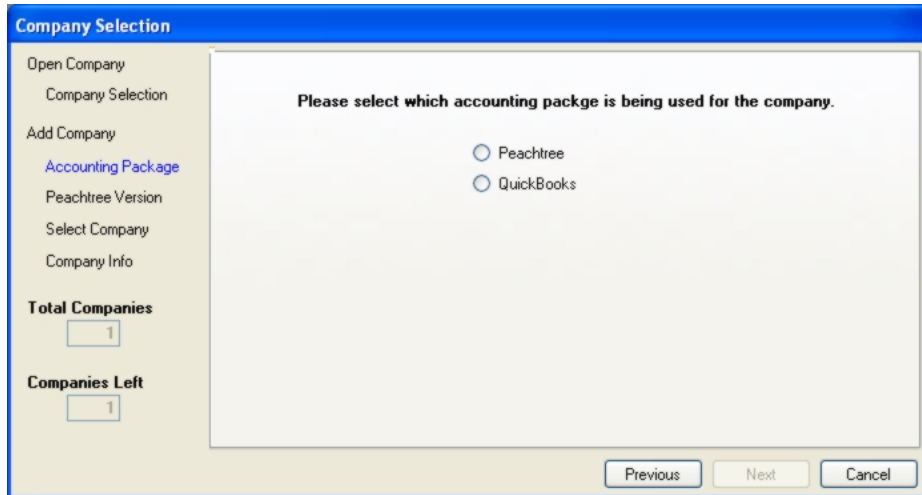 Company Selection
Open Company
Company Selection
Add Company
Accounting Package
Peachtree Version
Select Company
Company Info
Total Companies
1
Companies Left
1
Please select which accounting packge is being used for the company.
Peachtree
QuickBooks
Previous
Next
Cancel